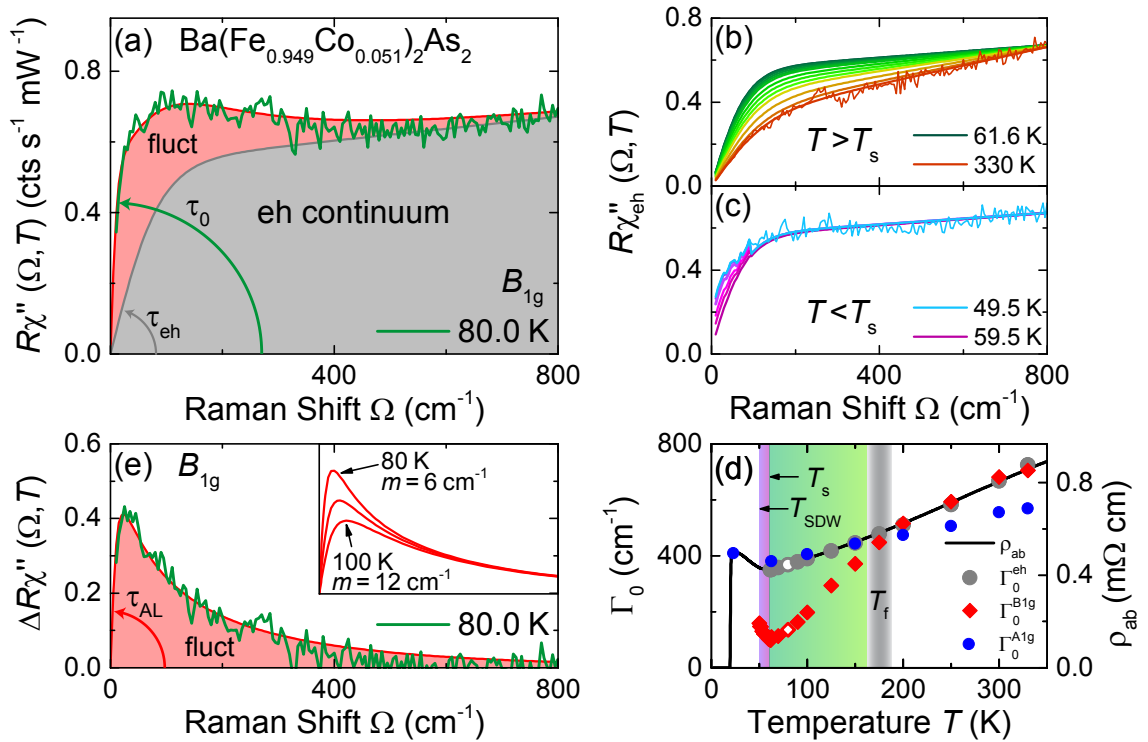 (a) Ba(Fe₀.₉₄₉Co₀.₀₅₁)₂As₂
Rχ″ (Ω, T) (cts s⁻¹ mW⁻¹)
0.8
0.4
0.0
fluct
τ₀
eh continuum
τeh
B₁g
80.0 K
0
400
800
Raman Shift Ω (cm⁻¹)
(b)
Rχ″eh (Ω, T)
0.8
0.4
0.0
T > Tₛ
61.6 K
330 K
(c)
0.4
0.0
T < Tₛ
49.5 K
59.5 K
0
400
800
Raman Shift Ω (cm⁻¹)
(e) B₁g
ΔRχ″ (Ω, T)
0.6
0.4
0.2
0.0
80 K
m = 6 cm⁻¹
100 K
m = 12 cm⁻¹
τAL
fluct
80.0 K
0
400
800
Raman Shift Ω (cm⁻¹)
(d)
Γ₀ (cm⁻¹)
800
400
0
Tₛ
TSDW
Tf
ρab
Γ₀ᵉʰ
Γ₀ᴮ¹ᵍ
Γ₀ᴬ¹ᵍ
0.8
0.4
0.0
ρab (mΩ cm)
0 100 200 300
Temperature T (K)